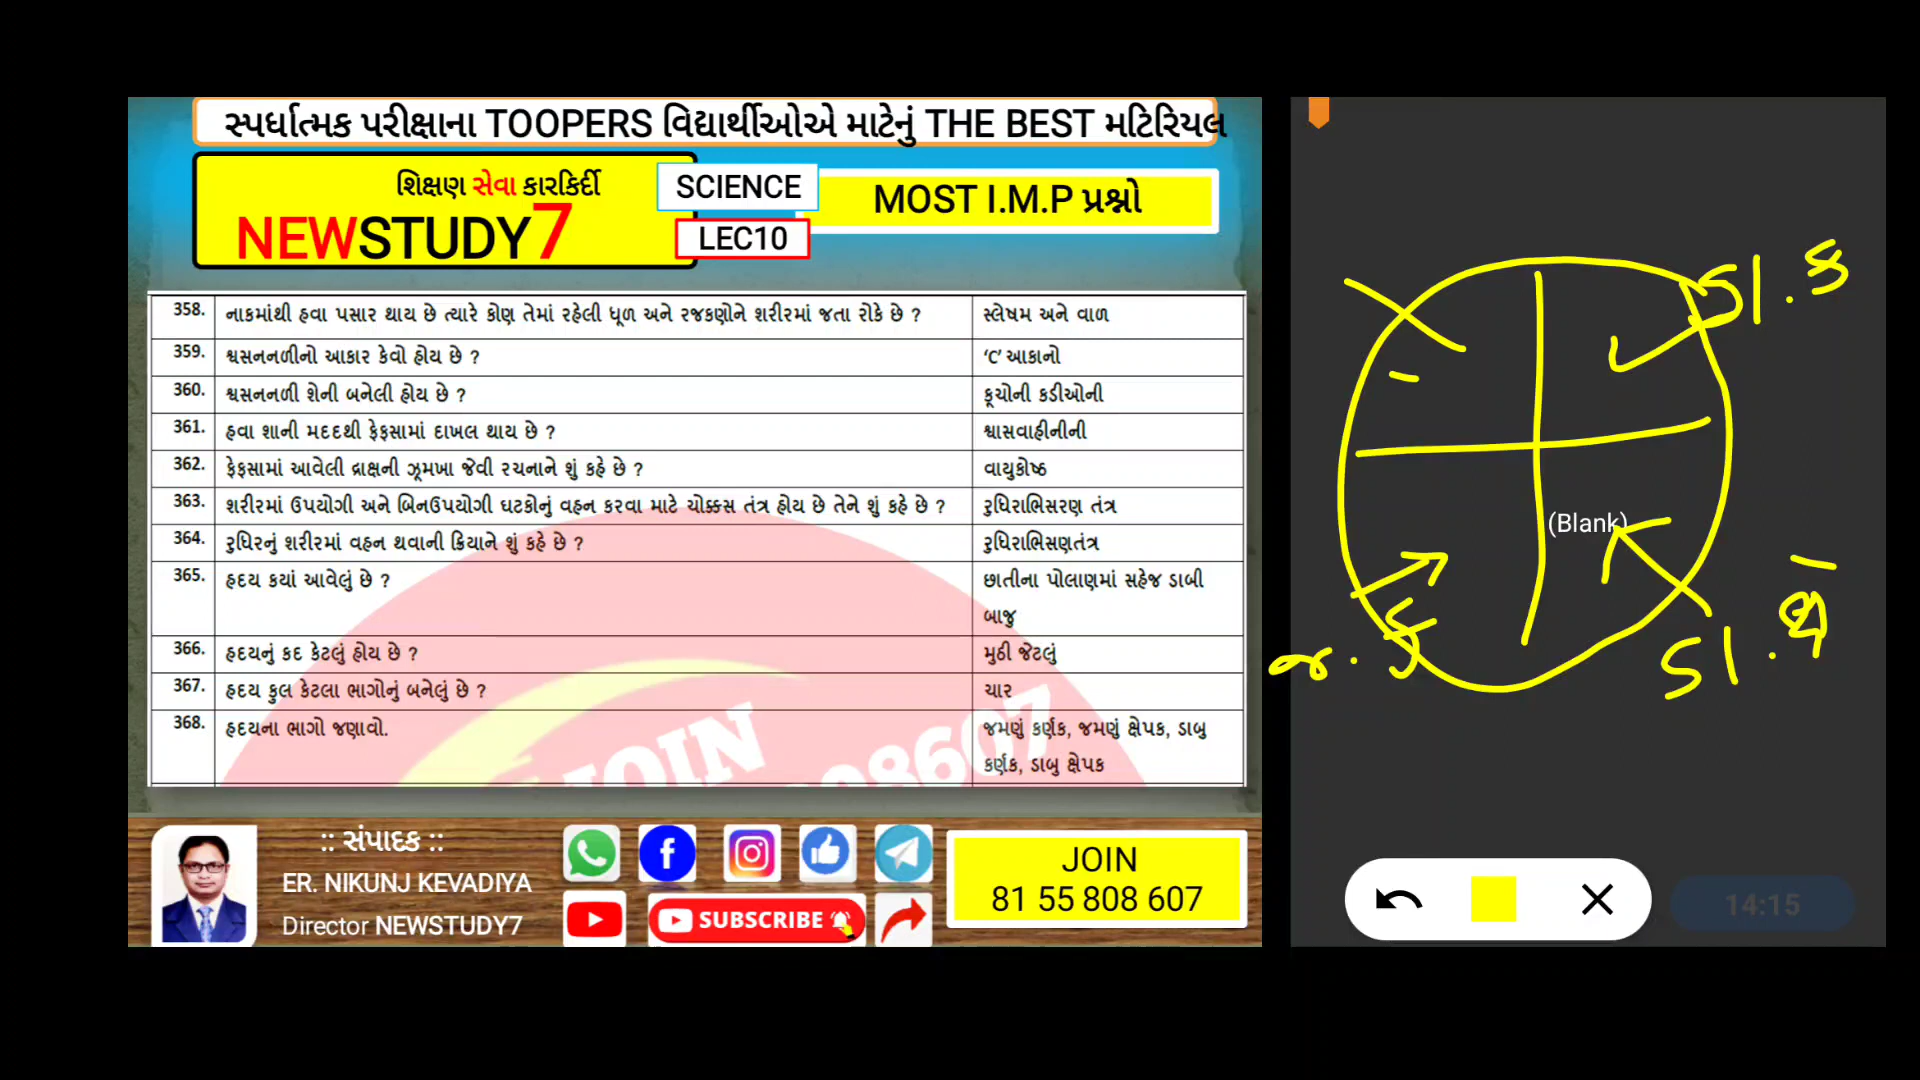 સ્પર્ધાત્મક પરીક્ષાના TOOPERS વિદ્યાર્થીઓએ માટેનું THE BEST મટિરિયલ
શિક્ષણ સેવા કારકિર્દી
NEWSTUDY7
SCIENCE
LEC10
MOST I.M.P પ્રશ્નો
358. નાકમાંથી હવા પસાર થાય છે ત્યારે કોણ તેમાં રહેલી ધૂળ અને રજકણોને શરીરમાં જતા રોકે છે ? સ્લેષમ અને વાળ
359. શ્વસનનળીનો આકાર કેવો હોય છે ? ‘C’ આકાનો
360. શ્વસનનળી શેની બનેલી હોય છે ? કૂર્ચોની કડીઓની
361. હવા શાની મદદથી ફેફસામાં દાખલ થાય છે ? શ્વાસવાહીનીની
362. ફેફસામાં આવેલી દ્રાક્ષની ઝૂમખા જેવી રચનાને શું કહે છે ? વાયુકોષ્ઠ
363. શરીરમાં ઉપયોગી અને બિનઉપયોગી ઘટકોનું વહન કરવા માટે ચોક્કસ તંત્ર હોય છે તેને શું કહે છે ? રુધિરાભિસરણ તંત્ર
364. રુધિરનું શરીરમાં વહન થવાની ક્રિયાને શું કહે છે ? રુધિરાભિસણતંત્ર
365. હૃદય કયાં આવેલું છે ? છાતીના પોલાણમાં સહેજ ડાબી
બાજુ
366. હૃદયનું કદ કેટલું હોય છે ? મુઠી જેટલું
367. હૃદય કુલ કેટલા ભાગોનું બનેલું છે ? ચાર
368. હૃદયના ભાગો જણાવો. જમણું કર્ણક, જમણું ક્ષેપક, ડાબુ
કર્ણક, ડાબુ ક્ષેપક
JOIN
:: સંપાદક ::
ER. NIKUNJ KEVADIYA
Director NEWSTUDY7
SUBSCRIBE
JOIN
81 55 808 607
ડા. ક
(Blank)
14:15